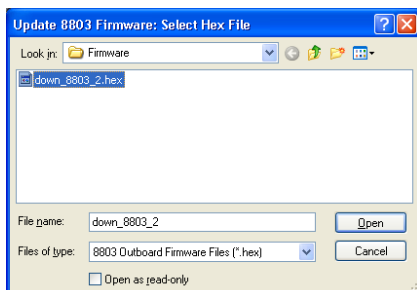 Update 8803 Firmware: Select Hex File
Look in: Firmware
down_8803_2.hex
File name: down_8803_2 Open
Files of type: 8803 Outboard Firmware Files (*.hex) Cancel
Open as read-only